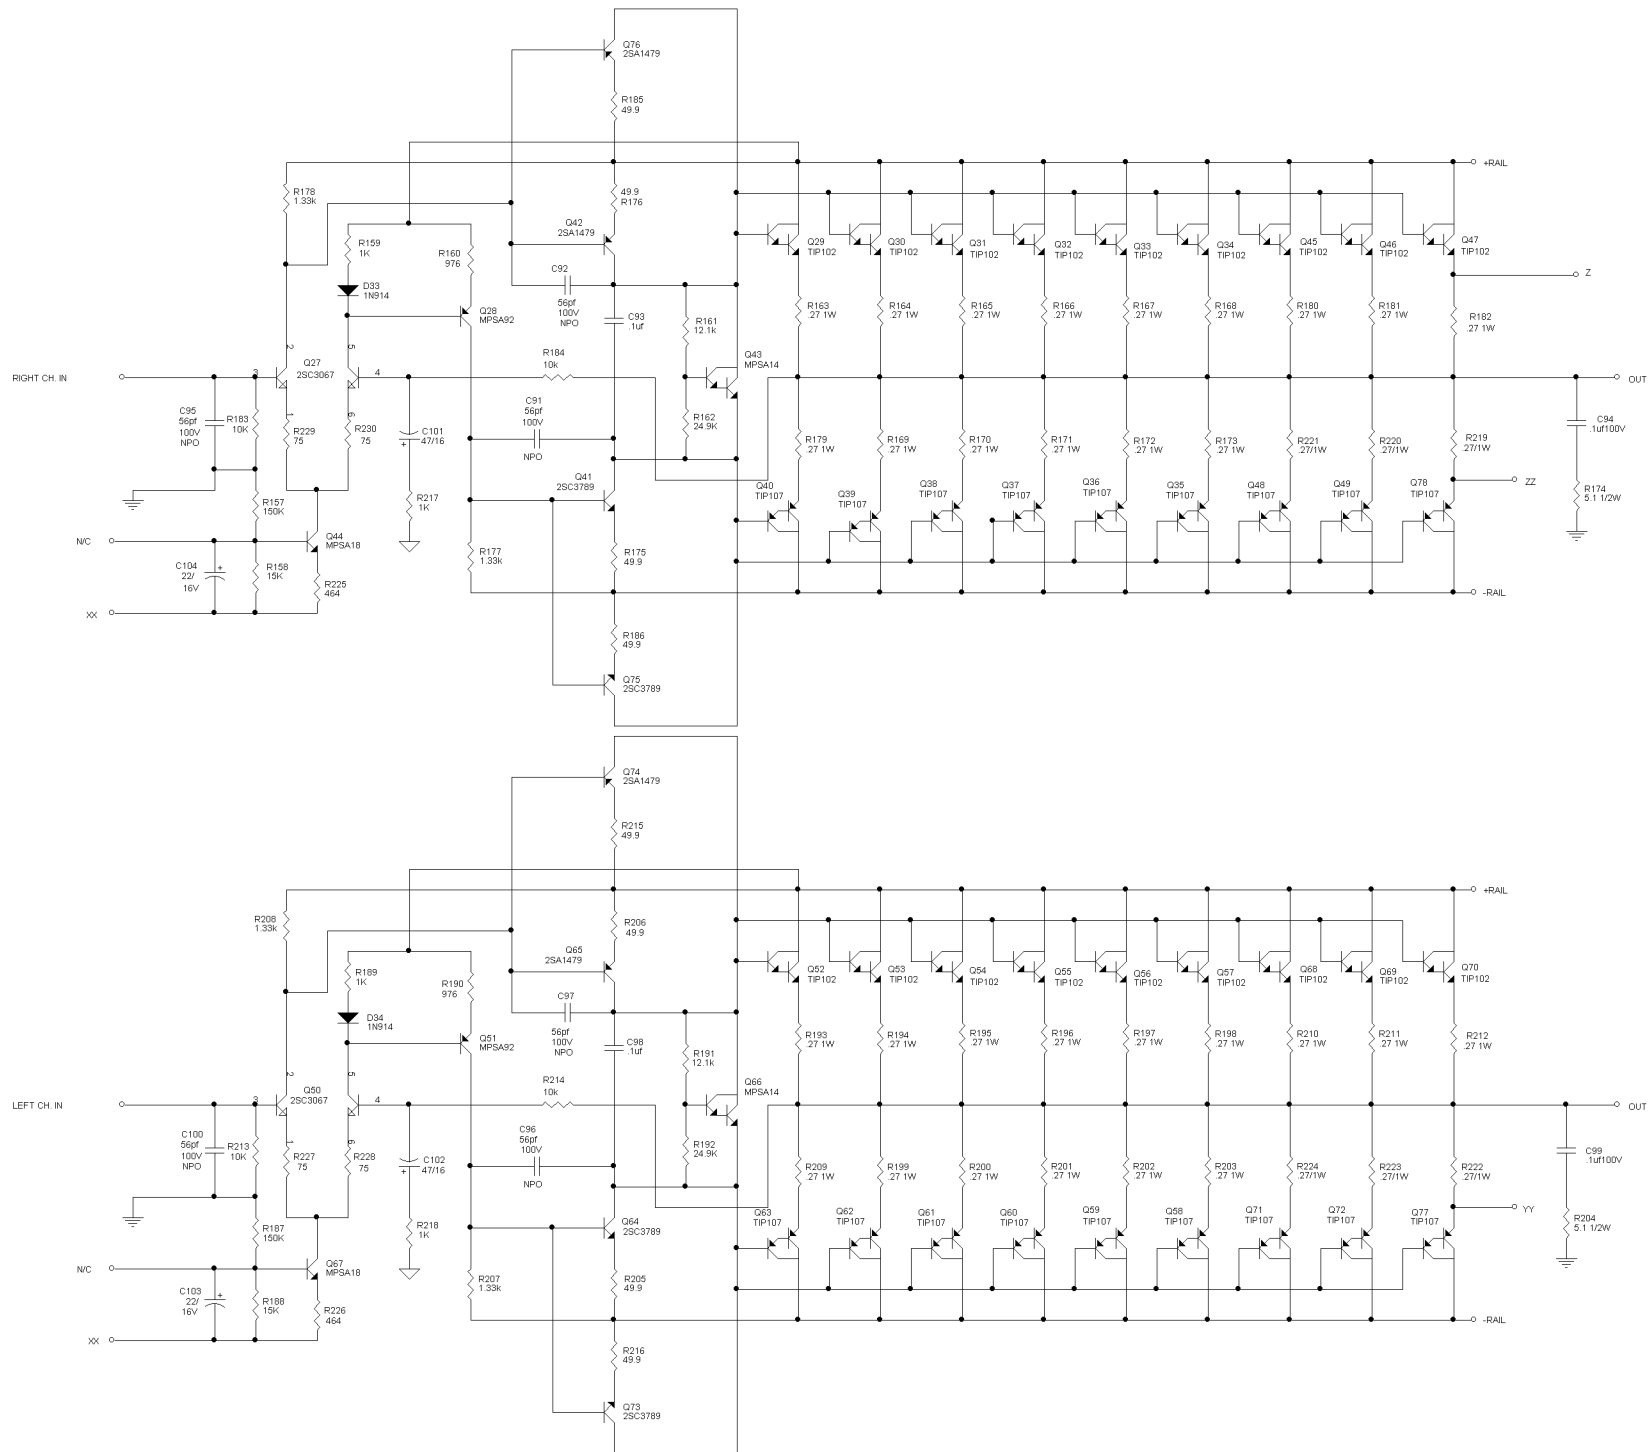 Q76
2SA1479
R185
49.9
+RAIL
R178
1.33k
49.9
R176
Q42
2SA1479
R159
1K
R160
976
Q29
TIP102
Q30
TIP102
Q31
TIP102
Q32
TIP102
Q33
TIP102
Q34
TIP102
Q45
TIP102
Q46
TIP102
Q47
TIP102
Z
C92
56pf
100V
NPO
D33
1N914
Q28
MPSA92
C93
.1uf
R161
12.1k
R163
.27 1W
R164
.27 1W
R165
.27 1W
R166
.27 1W
R167
.27 1W
R168
.27 1W
R180
.27 1W
R181
.27 1W
R182
.27 1W
2
5
Q27
2SC3067
R184
10k
Q43
MPSA14
RIGHT CH. IN
3
4
OUT
C95
56pf
100V
NPO
R183
10K
1
R229
75
6
R230
75
C101
47/16
+
C91
56pf
100V
NPO
R162
24.9K
R179
.27 1W
R169
.27 1W
R170
.27 1W
R171
.27 1W
R172
.27 1W
R173
.27 1W
R221
.27/1W
R220
.27/1W
R219
.27/1W
C94
.1uf100V
Q41
2SC3789
Q40
TIP107
Q39
TIP107
Q38
TIP107
Q37
TIP107
Q36
TIP107
Q35
TIP107
Q48
TIP107
Q49
TIP107
Q78
TIP107
ZZ
R174
5.1 1/2W
R157
150K
R217
1K
N/C
Q44
MPSA18
R177
1.33k
R175
49.9
C104
22/
16V
+
R158
15K
R225
464
-RAIL
XX
R186
49.9
Q75
2SC3789
Q74
2SA1479
R215
49.9
+RAIL
R208
1.33k
R206
49.9
Q65
2SA1479
R189
1K
R190
976
Q52
TIP102
Q53
TIP102
Q54
TIP102
Q55
TIP102
Q56
TIP102
Q57
TIP102
Q68
TIP102
Q69
TIP102
Q70
TIP102
C97
56pf
100V
NPO
D34
1N914
Q51
MPSA92
C98
.1uf
R191
12.1k
R193
.27 1W
R194
.27 1W
R195
.27 1W
R196
.27 1W
R197
.27 1W
R198
.27 1W
R210
.27 1W
R211
.27 1W
R212
.27 1W
2
5
Q50
2SC3067
R214
10k
Q66
MPSA14
LEFT CH. IN
3
4
OUT
C100
56pf
100V
NPO
R213
10K
1
R227
75
6
R228
75
C102
47/16
+
C96
56pf
100V
NPO
R192
24.9K
R209
.27 1W
R199
.27 1W
R200
.27 1W
R201
.27 1W
R202
.27 1W
R203
.27 1W
R224
.27/1W
R223
.27/1W
R222
.27/1W
C99
.1uf100V
Q64
2SC3789
Q63
TIP107
Q62
TIP107
Q61
TIP107
Q60
TIP107
Q59
TIP107
Q58
TIP107
Q71
TIP107
Q72
TIP107
Q77
TIP107
YY
R204
5.1 1/2W
R187
150K
R218
1K
N/C
Q67
MPSA18
R207
1.33k
R205
49.9
C103
22/
16V
+
R188
15K
R226
464
-RAIL
XX
R216
49.9
Q73
2SC3789